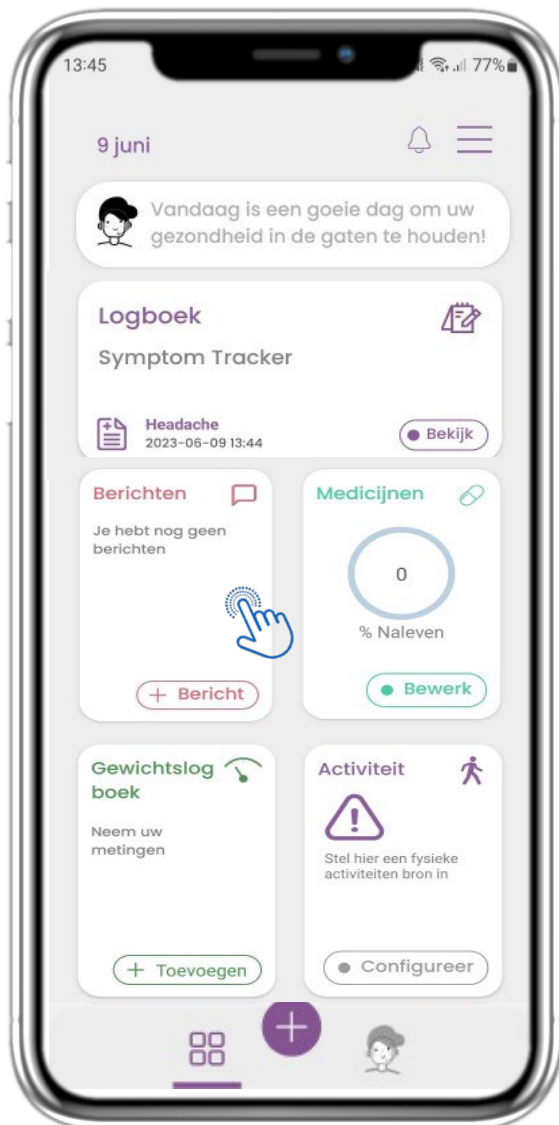 13:45
77%
9 juni
Vandaag is een goeie dag om uw
gezondheid in de gaten te houden!
Logboek
Symptom Tracker
Headache
2023-06-09 13:44
Bekijk
Berichten
Je hebt nog geen
berichten
+ Bericht
Medicijnen
0
% Naleven
Bewerk
Gewichtslog
boek
Neem uw
metingen
+ Toevoegen
Activiteit
Stel hier een fysieke
activiteiten bron in
Configureer